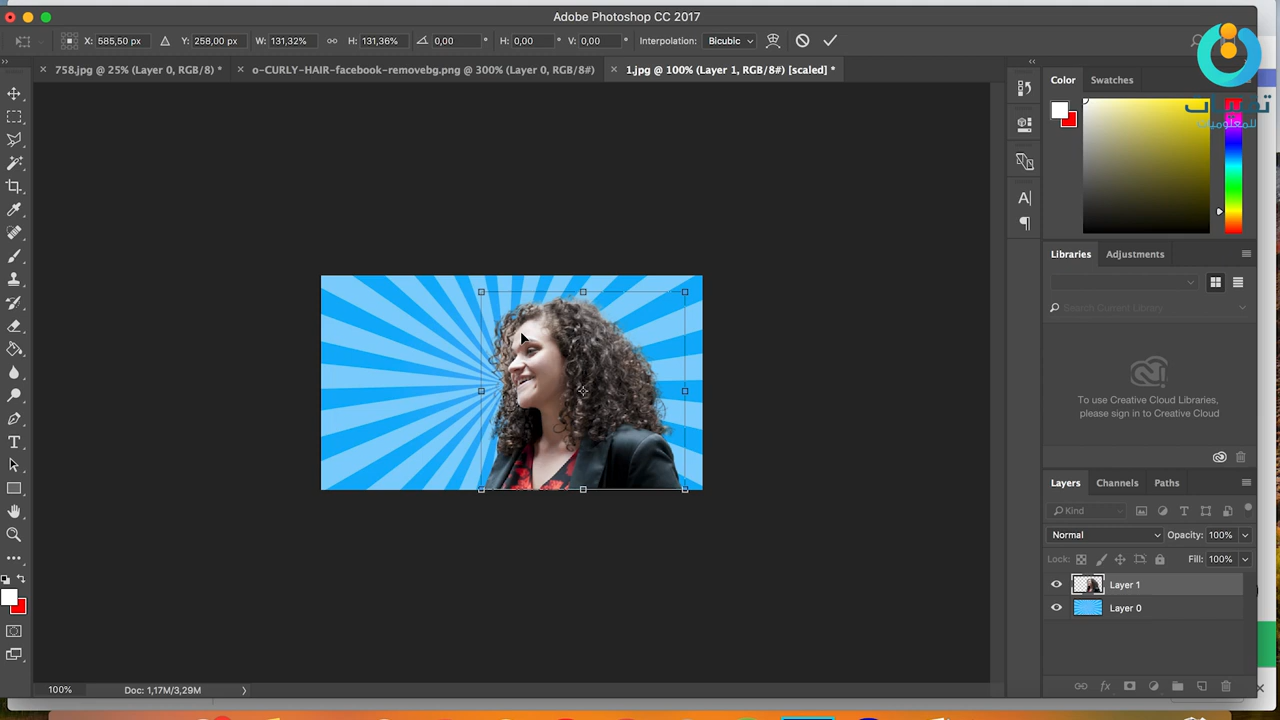 Adobe Photoshop CC 2017
X: 585,50 px Y: 258,00 px W: 131,32% H: 131,36% 0,00 ° H: 0,00 ° V: 0,00 ° Interpolation: Bicubic
758.jpg @ 25% (Layer 0, RGB/8) * o-CURLY-HAIR-facebook-removebg.png @ 300% (Layer 0, RGB/8#) 1.jpg @ 100% (Layer 1, RGB/8#) [scaled] *
Color Swatches
للمعلوميات
Libraries Adjustments
Search Current Library
To use Creative Cloud Libraries,
please sign in to Creative Cloud
Layers Channels Paths
Kind
Normal Opacity: 100%
Lock: Fill: 100%
Layer 1
Layer 0
100% Doc: 1,17M/3,29M